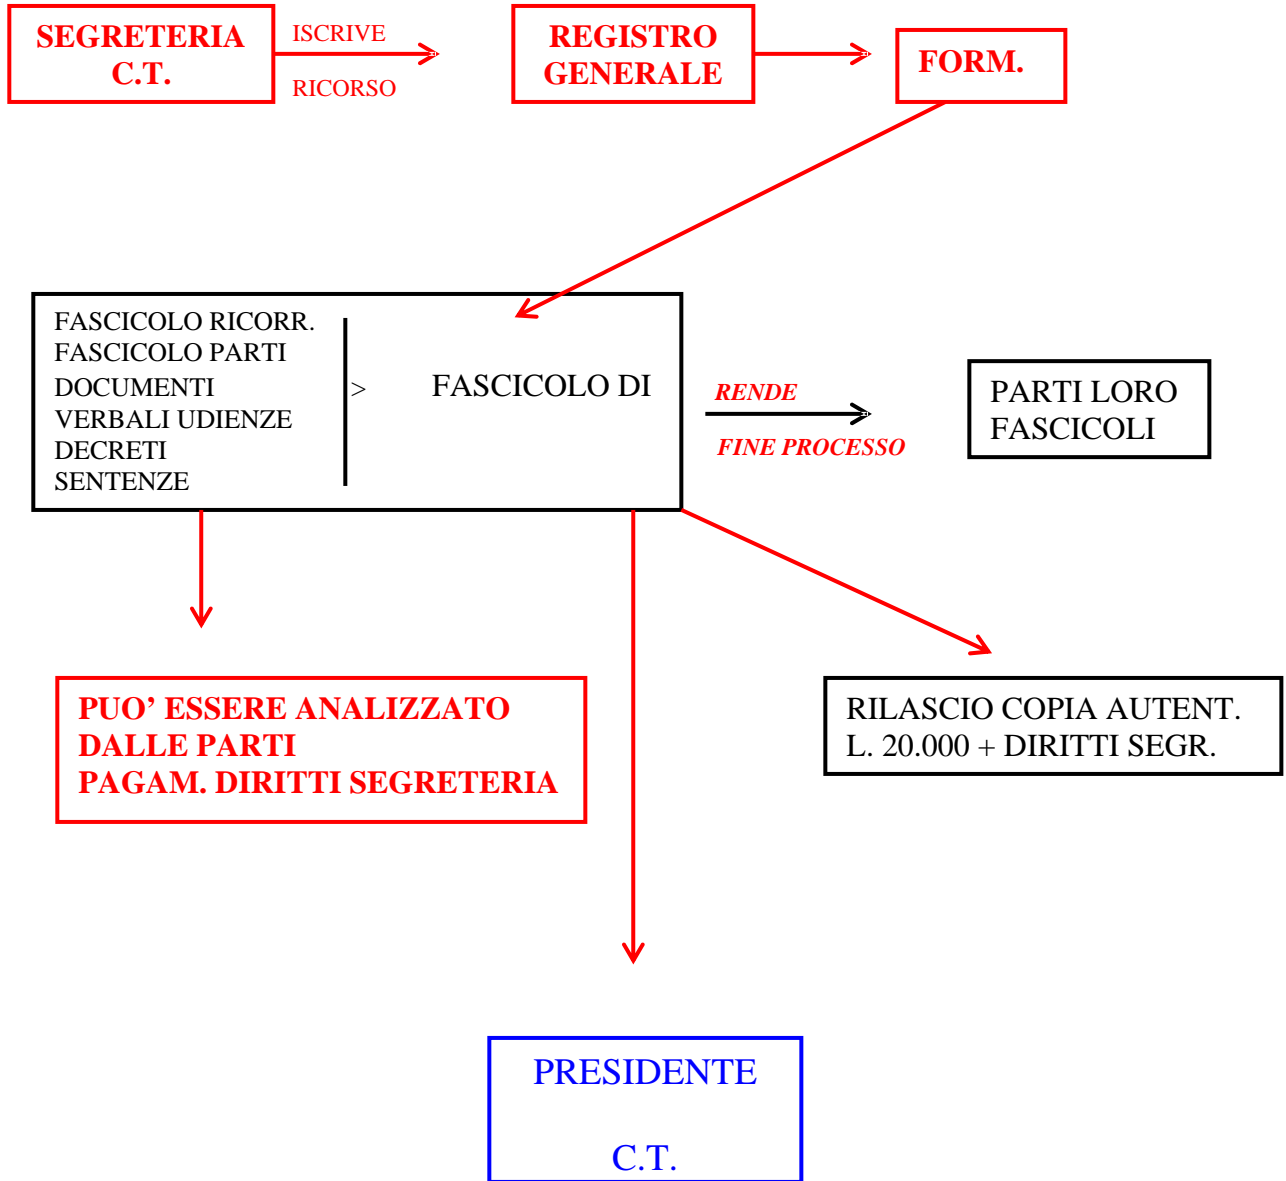 SEGRETERIA
C.T.
ISCRIVE
RICORSO
REGISTRO
GENERALE
FORM.
FASCICOLO RICORR.
FASCICOLO PARTI
DOCUMENTI
VERBALI UDIENZE
DECRETI
SENTENZE
>
FASCICOLO DI
RENDE
FINE PROCESSO
PARTI LORO
FASCICOLI
PUO' ESSERE ANALIZZATO
DALLE PARTI
PAGAM. DIRITTI SEGRETERIA
RILASCIO COPIA AUTENT.
L. 20.000 + DIRITTI SEGR.
PRESIDENTE
C.T.